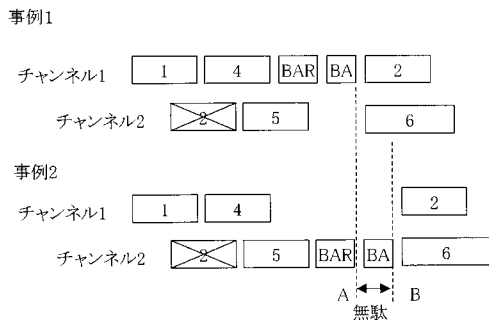 事例1
チャンネル1 1 4 BAR BA 2
チャンネル2 2 5 6
事例2
チャンネル1 1 4 2
チャンネル2 2 5 BAR BA 6
A B
無駄